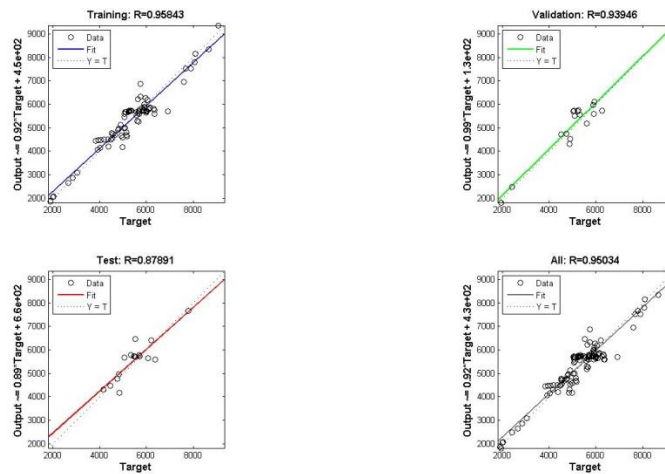 Training: R=0.95843
Output ~= 0.92*Target + 4.5e+02
9000
8000
7000
6000
5000
4000
3000
2000
Data
Fit
Y = T
2000 4000 6000 8000
Target
Validation: R=0.93946
Output ~= 0.99*Target + 1.3e+02
9000
8000
7000
6000
5000
4000
3000
2000
Data
Fit
Y = T
2000 4000 6000 8000
Target
Test: R=0.87891
Output ~= 0.89*Target + 6.6e+02
9000
8000
7000
6000
5000
4000
3000
2000
Data
Fit
Y = T
2000 4000 6000 8000
Target
All: R=0.95034
Output ~= 0.92*Target + 4.3e+02
9000
8000
7000
6000
5000
4000
3000
2000
Data
Fit
Y = T
2000 4000 6000 8000
Target